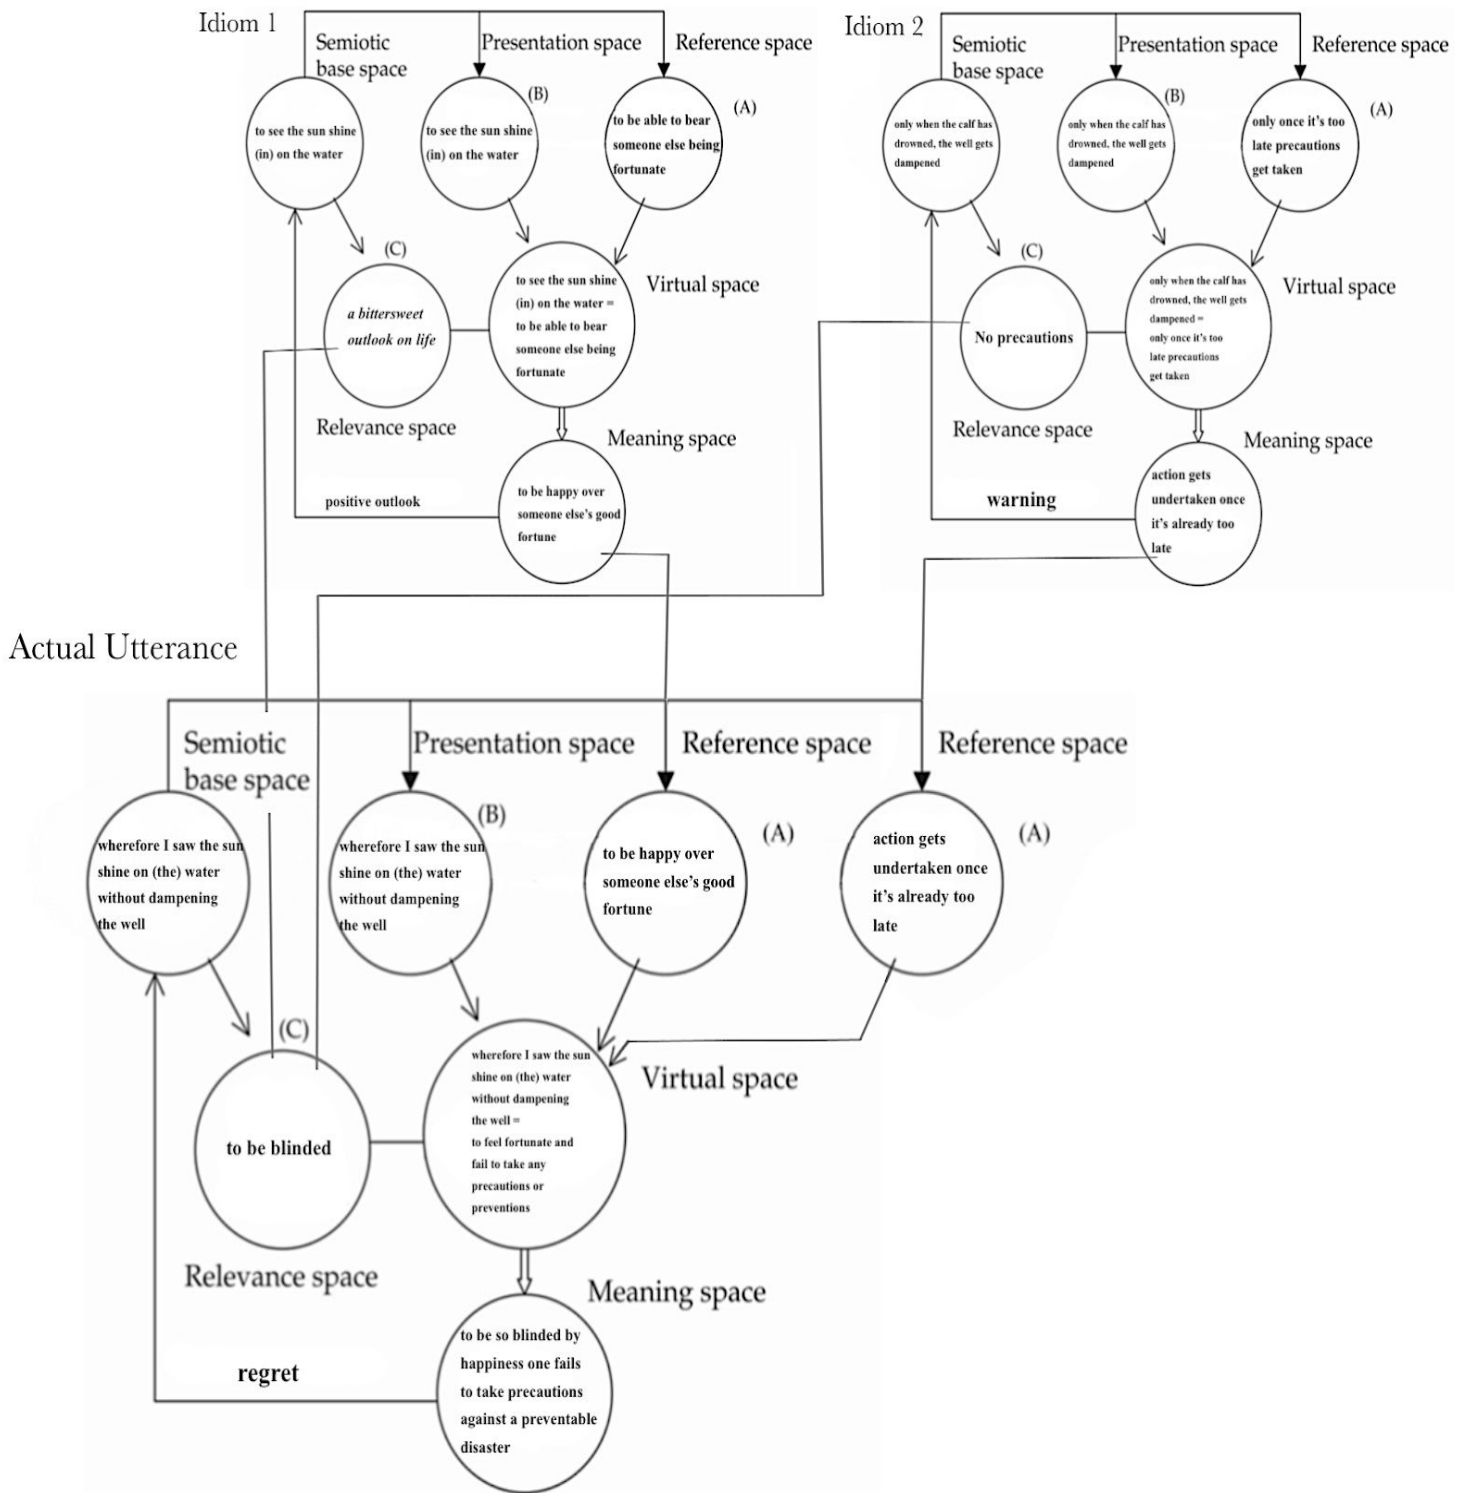 Idiom 1
Semiotic
base space
Presentation space
Reference space
(B)
(A)
to see the sun shine
(in) on the water
to see the sun shine
(in) on the water
to be able to bear
someone else being
fortunate
(C)
a bittersweet
outlook on life
Relevance space
to see the sun shine
(in) on the water =
to be able to bear
someone else being
fortunate
Virtual space
Meaning space
to be happy over
someone else's good
fortune
positive outlook
Idiom 2
Semiotic
base space
Presentation space
Reference space
(B)
(A)
only when the calf has
drowned, the well gets
dampened
only when the calf has
drowned, the well gets
dampened
only once it's too
late precautions
get taken
(C)
No precautions
Relevance space
only when the calf has
drowned, the well gets
dampened =
only once it's too
late precautions
get taken
Virtual space
Meaning space
action gets
undertaken once
it's already too
late
warning
Actual Utterance
Semiotic
base space
Presentation space
Reference space
Reference space
(B)
(A)
(A)
wherefore I saw the sun
shine on (the) water
without dampening
the well
wherefore I saw the sun
shine on (the) water
without dampening
the well
to be happy over
someone else's good
fortune
action gets
undertaken once
it's already too
late
(C)
to be blinded
Relevance space
wherefore I saw the sun
shine on (the) water
without dampening
the well =
to feel fortunate and
fail to take any
precautions or
preventions
Virtual space
Meaning space
to be so blinded by
happiness one fails
to take precautions
against a preventable
disaster
regret